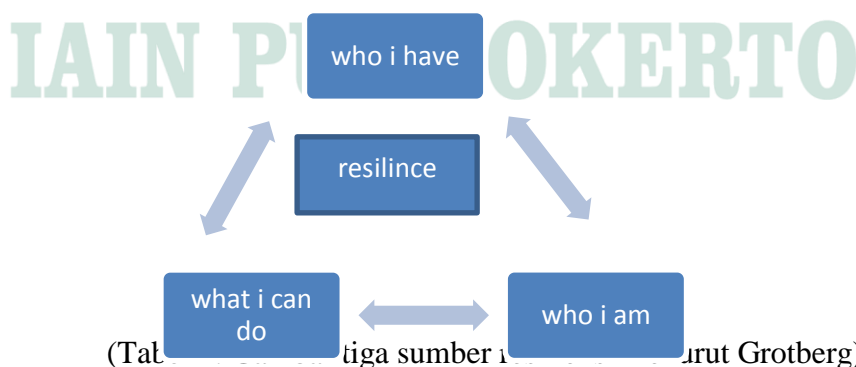 IAIN P OKERTO
who i have
resilince
what i can
do
who i am
(Tab tiga sumber urut Grotberg)